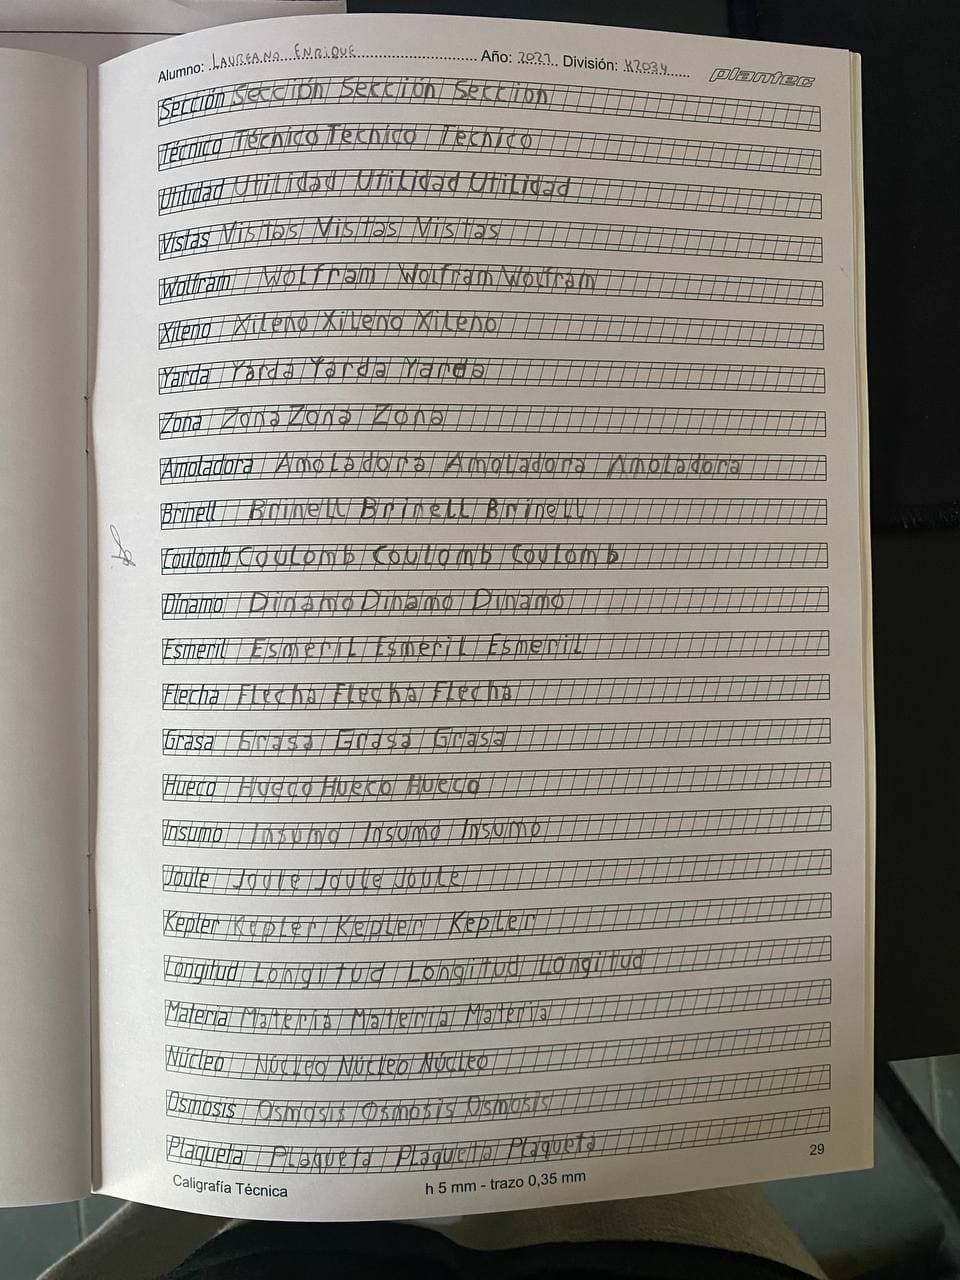 Alumno: LAUREANO ENRIQUE Año: 2023 División: K2034 plantec
Sección Sección Sección Sección
Técnico Técnico Técnico Técnico
Utilidad Utilidad Utilidad Utilidad
Vistas Vistas Vistas Vistas
Wolfram Wolfram Wolfram Wolfram
Xileno Xileno Xileno Xileno
Yarda Yarda Yarda Yarda
Zona Zona Zona Zona
Amoladora Amoladora Amoladora Amoladora
Brinell Brinell Brinell Brinell
Coulomb Coulomb Coulomb Coulomb
Dínamo Dinamo Dinamo Dinamo
Esmeril Esmeril Esmeril Esmeril
Flecha Flecha Flecha Flecha
Grasa Grasa Grasa Grasa
Hueco Hueco Hueco Hueco
Insumo Insumo Insumo Insumo
Joule Joule Joule Joule
Kepler Kepler Kepler Kepler
Longitud Longitud Longitud Longitud
Materia Materia Materia Materia
Núcleo Núcleo Núcleo Núcleo
Osmosis Osmosis Osmosis Osmosis
Plaqueta Plaqueta Plaqueta Plaqueta
29
Caligrafía Técnica h 5 mm - trazo 0,35 mm